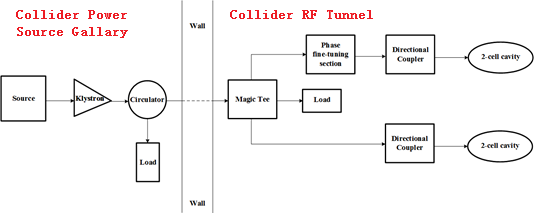 Collider Power
Source Gallary
Wall
Collider RF Tunnel
Source
Klystron
Circulator
Load
Wall
Magic Tee
Phase
fine-tuning
section
Directional
Coupler
2-cell cavity
Load
Directional
Coupler
2-cell cavity